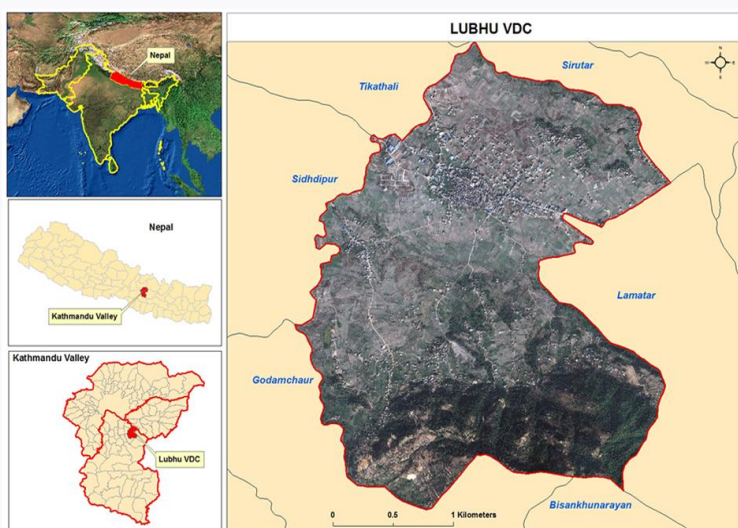 Nepal
Nepal
Kathmandu Valley
Kathmandu Valley
Lubhu VDC
LUBHU VDC
N
W
E
S
Sirutar
Tikathali
Sidhdipur
Lamatar
Godamchaur
Bisankhunarayan
0 0.5 1 Kilometers